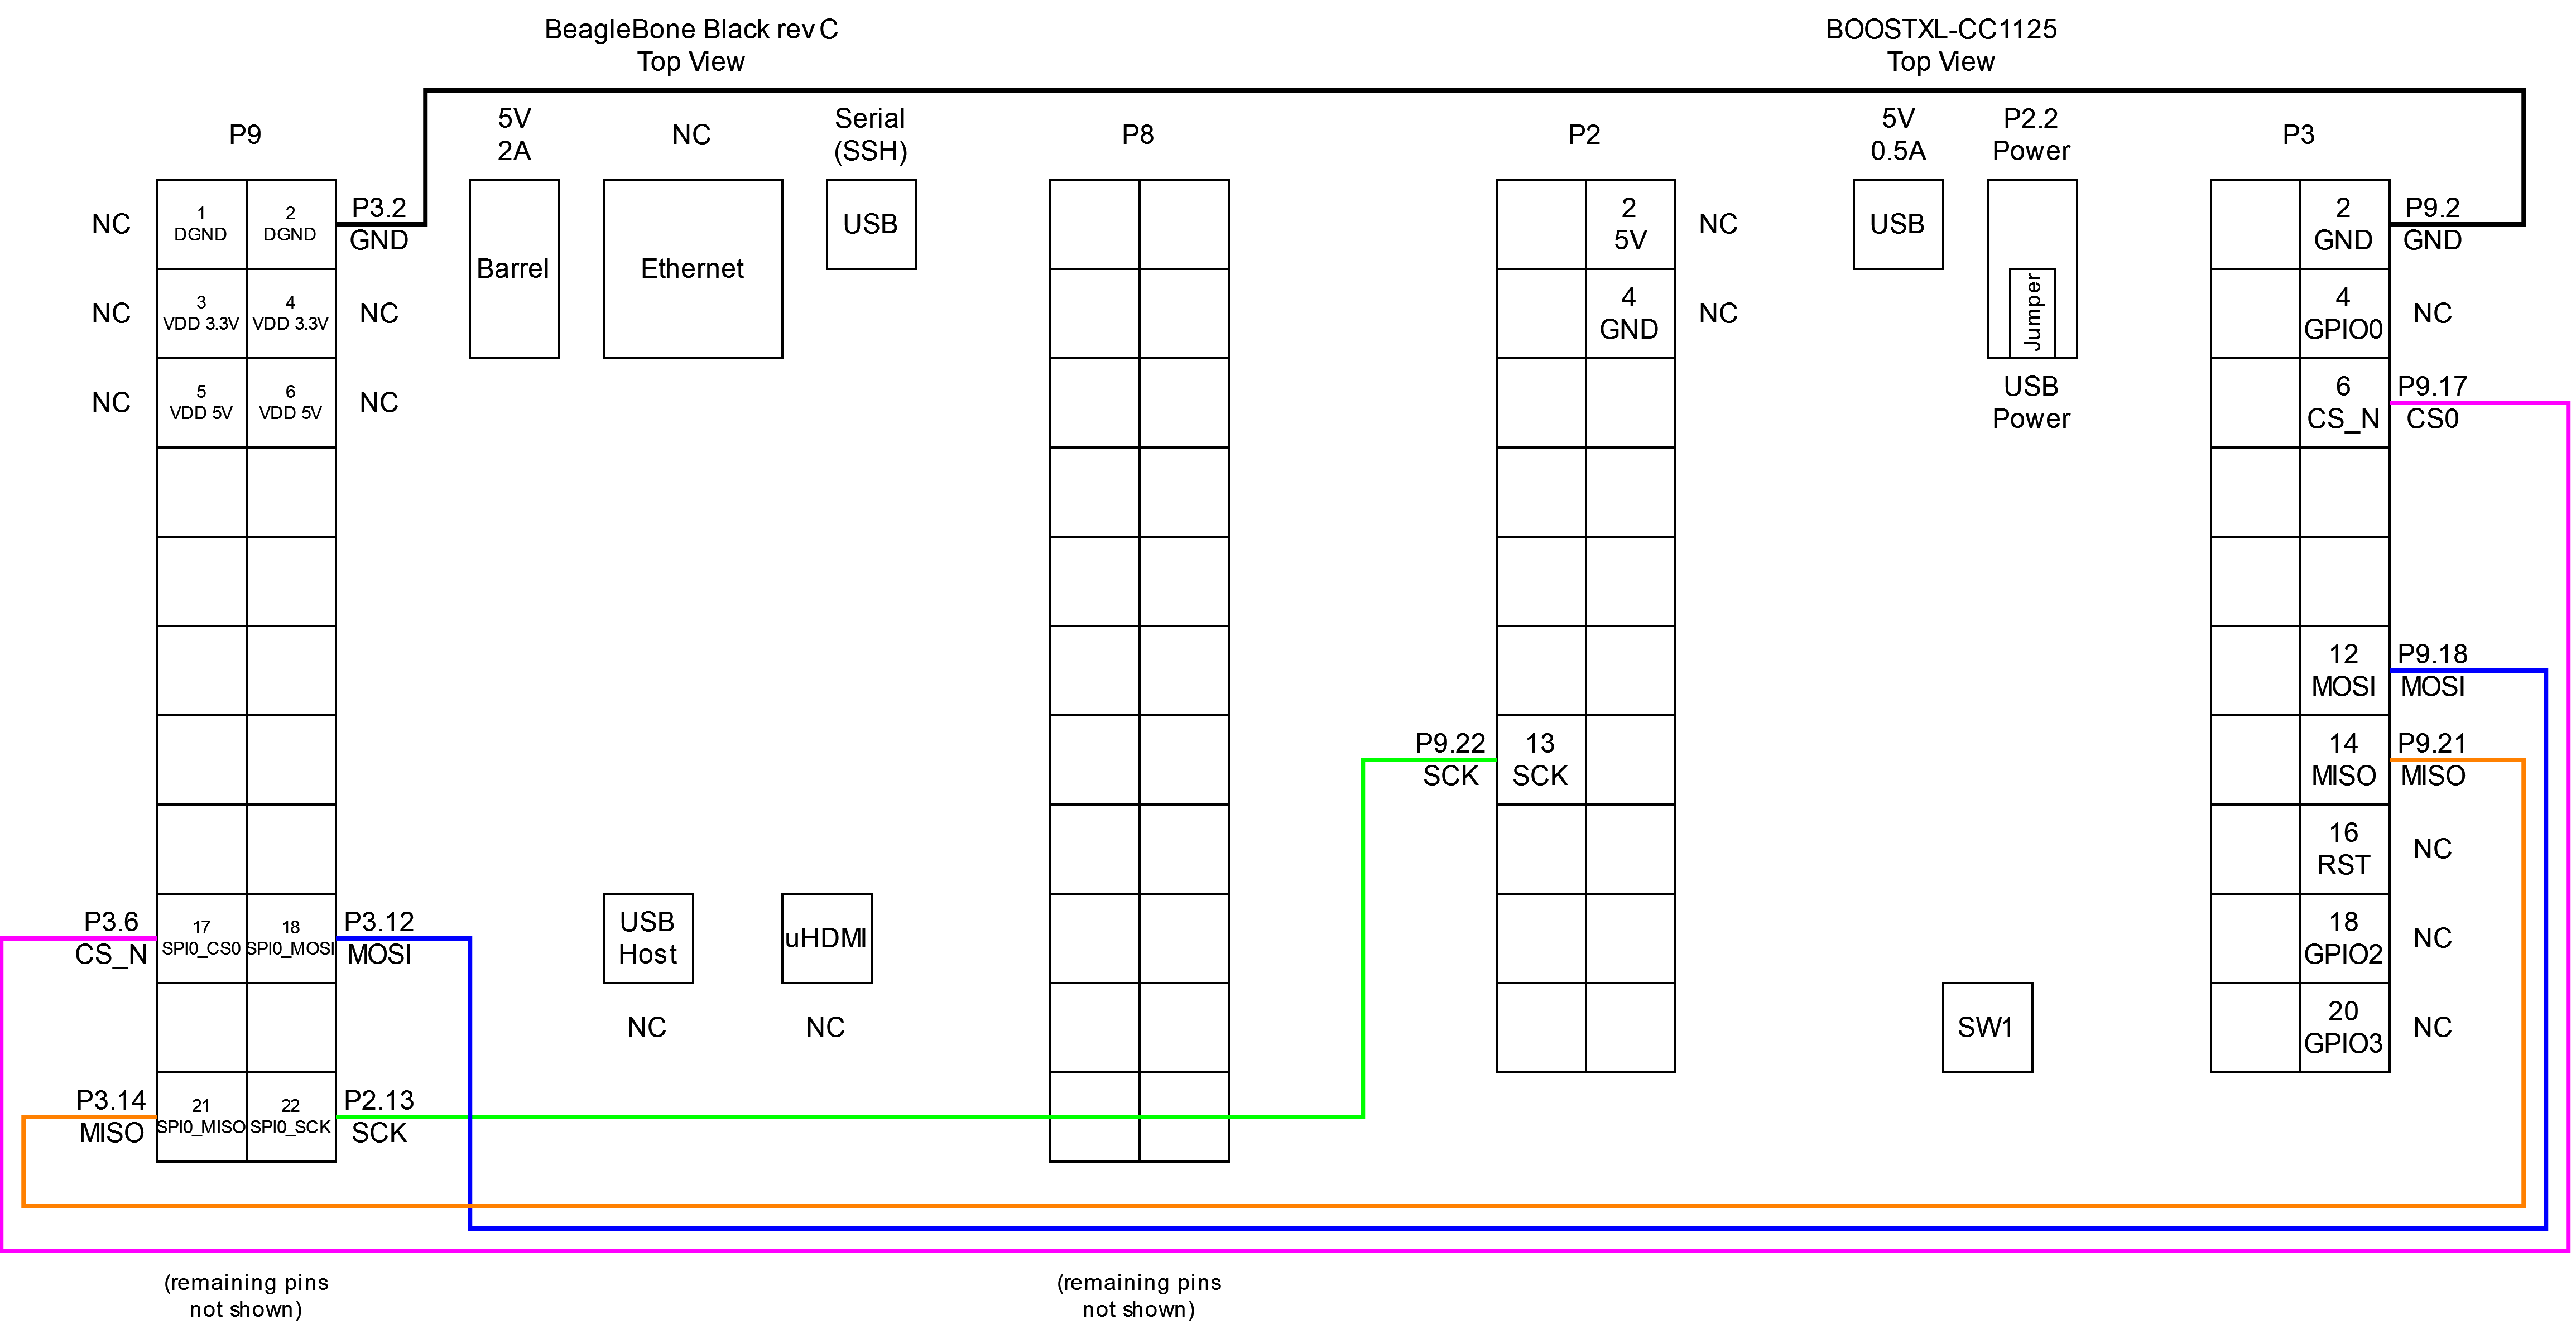 BeagleBone Black rev C
Top View
BOOSTXL-CC1125
Top View
P9
5V
2A
NC
Serial
(SSH)
P8
P2
5V
0.5A
P2.2
Power
P3
NC
1
DGND
2
DGND
P3.2
GND
Barrel
Ethernet
USB
2
5V
NC
USB
2
GND
P9.2
GND
NC
3
VDD 3.3V
4
VDD 3.3V
NC
4
GND
NC
Jumper
4
GPIO0
NC
NC
5
VDD 5V
6
VDD 5V
NC
USB
Power
6
CS_N
P9.17
CS0
12
MOSI
P9.18
MOSI
P9.22
SCK
13
SCK
14
MISO
P9.21
MISO
16
RST
NC
P3.6
CS_N
17
SPI0_CS0
18
SPI0_MOSI
P3.12
MOSI
USB
Host
uHDMI
18
GPIO2
NC
NC
NC
SW1
20
GPIO3
NC
P3.14
MISO
21
SPI0_MISO
22
SPI0_SCK
P2.13
SCK
(remaining pins
not shown)
(remaining pins
not shown)